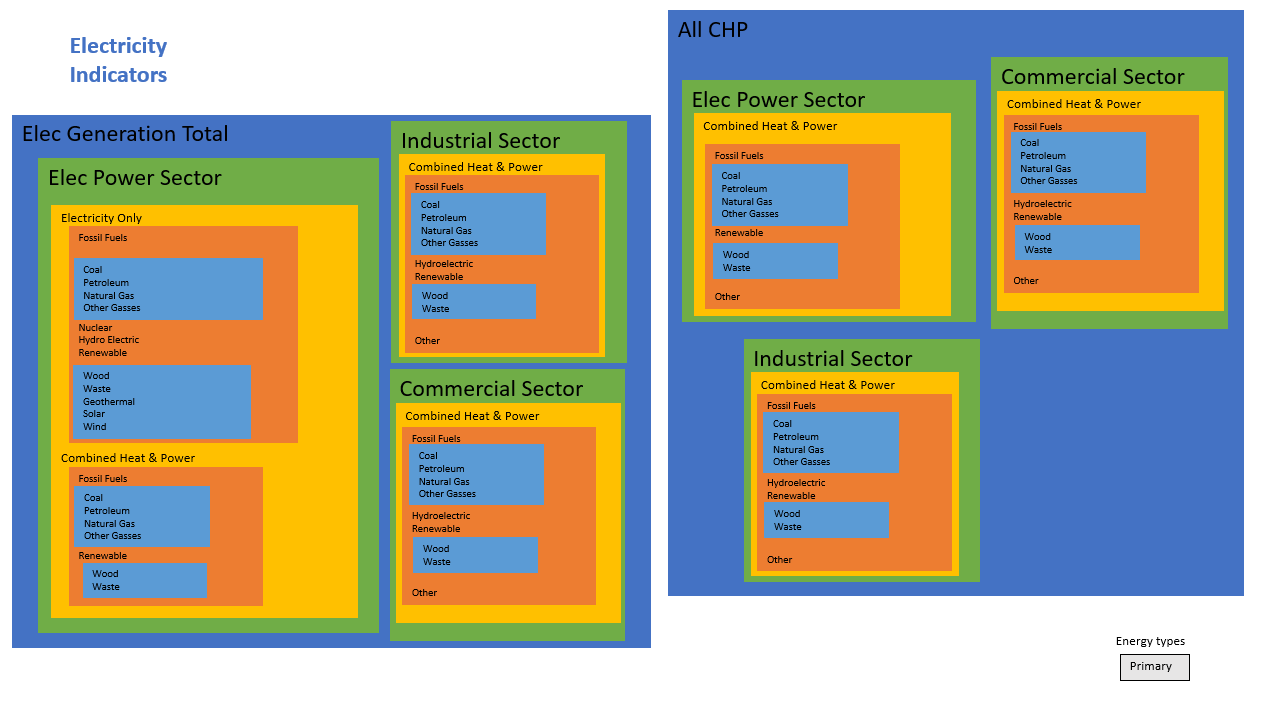 Electricity
Indicators
Elec Generation Total
Elec Power Sector
Electricity Only
Fossil Fuels
Coal
Petroleum
Natural Gas
Other Gasses
Nuclear
Hydro Electric
Renewable
Wood
Waste
Geothermal
Solar
Wind
Combined Heat & Power
Fossil Fuels
Coal
Petroleum
Natural Gas
Other Gasses
Renewable
Wood
Waste
Industrial Sector
Combined Heat & Power
Fossil Fuels
Coal
Petroleum
Natural Gas
Other Gasses
Hydroelectric
Renewable
Wood
Waste
Other
Commercial Sector
Combined Heat & Power
Fossil Fuels
Coal
Petroleum
Natural Gas
Other Gasses
Hydroelectric
Renewable
Wood
Waste
Other
All CHP
Elec Power Sector
Combined Heat & Power
Fossil Fuels
Coal
Petroleum
Natural Gas
Other Gasses
Renewable
Wood
Waste
Other
Commercial Sector
Combined Heat & Power
Fossil Fuels
Coal
Petroleum
Natural Gas
Other Gasses
Hydroelectric
Renewable
Wood
Waste
Other
Industrial Sector
Combined Heat & Power
Fossil Fuels
Coal
Petroleum
Natural Gas
Other Gasses
Hydroelectric
Renewable
Wood
Waste
Other
Energy types
Primary